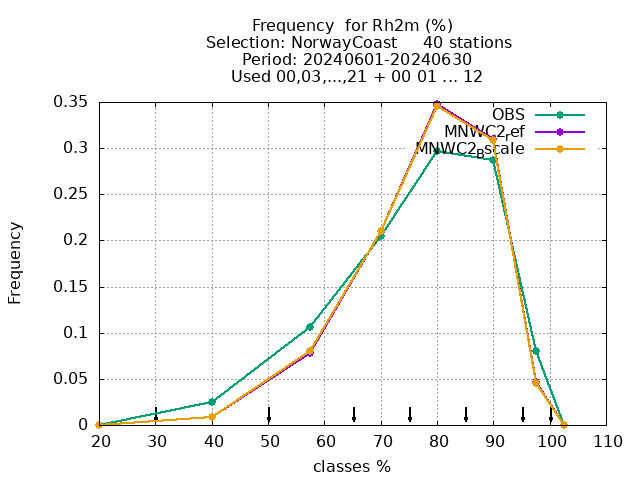 Frequency  for Rh2m (%)
Selection: NorwayCoast     40 stations
Period: 20240601-20240630
Used 00,03,...,21 + 00 01 ... 12
OBS
MNWC2_ref
MNWC2_Bscale
Frequency
0.35
0.3
0.25
0.2
0.15
0.1
0.05
0
20 30 40 50 60 70 80 90 100 110
classes %